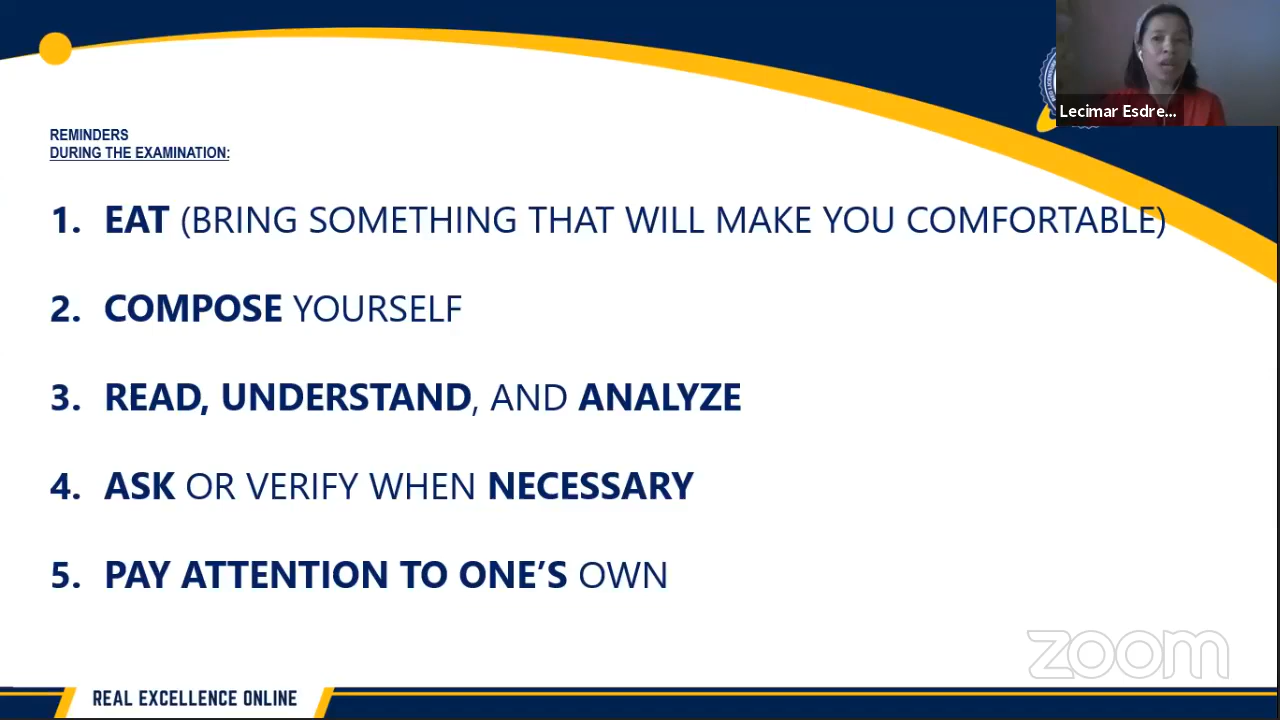 Lecimar Esdre...
REMINDERS
DURING THE EXAMINATION:
1. EAT (BRING SOMETHING THAT WILL MAKE YOU COMFORTABLE)
2. COMPOSE YOURSELF
3. READ, UNDERSTAND, AND ANALYZE
4. ASK OR VERIFY WHEN NECESSARY
5. PAY ATTENTION TO ONE’S OWN
zoom
REAL EXCELLENCE ONLINE